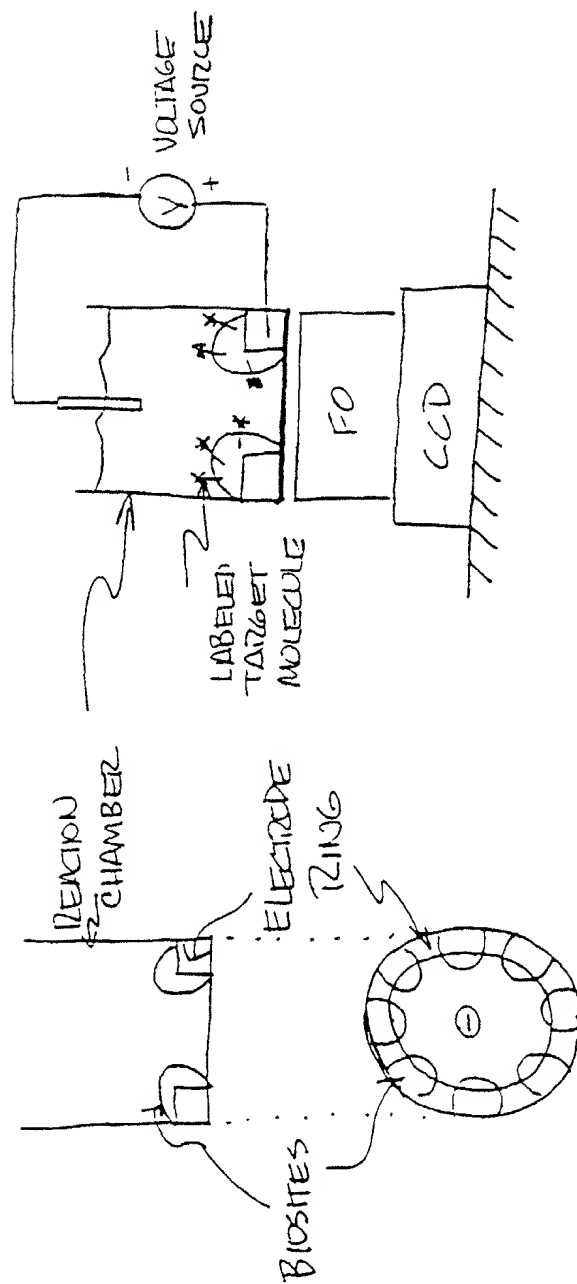 REACTION
CHAMBER
ELECTRODE
RING
BIOSITES
-
VOLTAGE
SOURCE
V
+
LABELED
TARGET
MOLECULE
FO
CCD